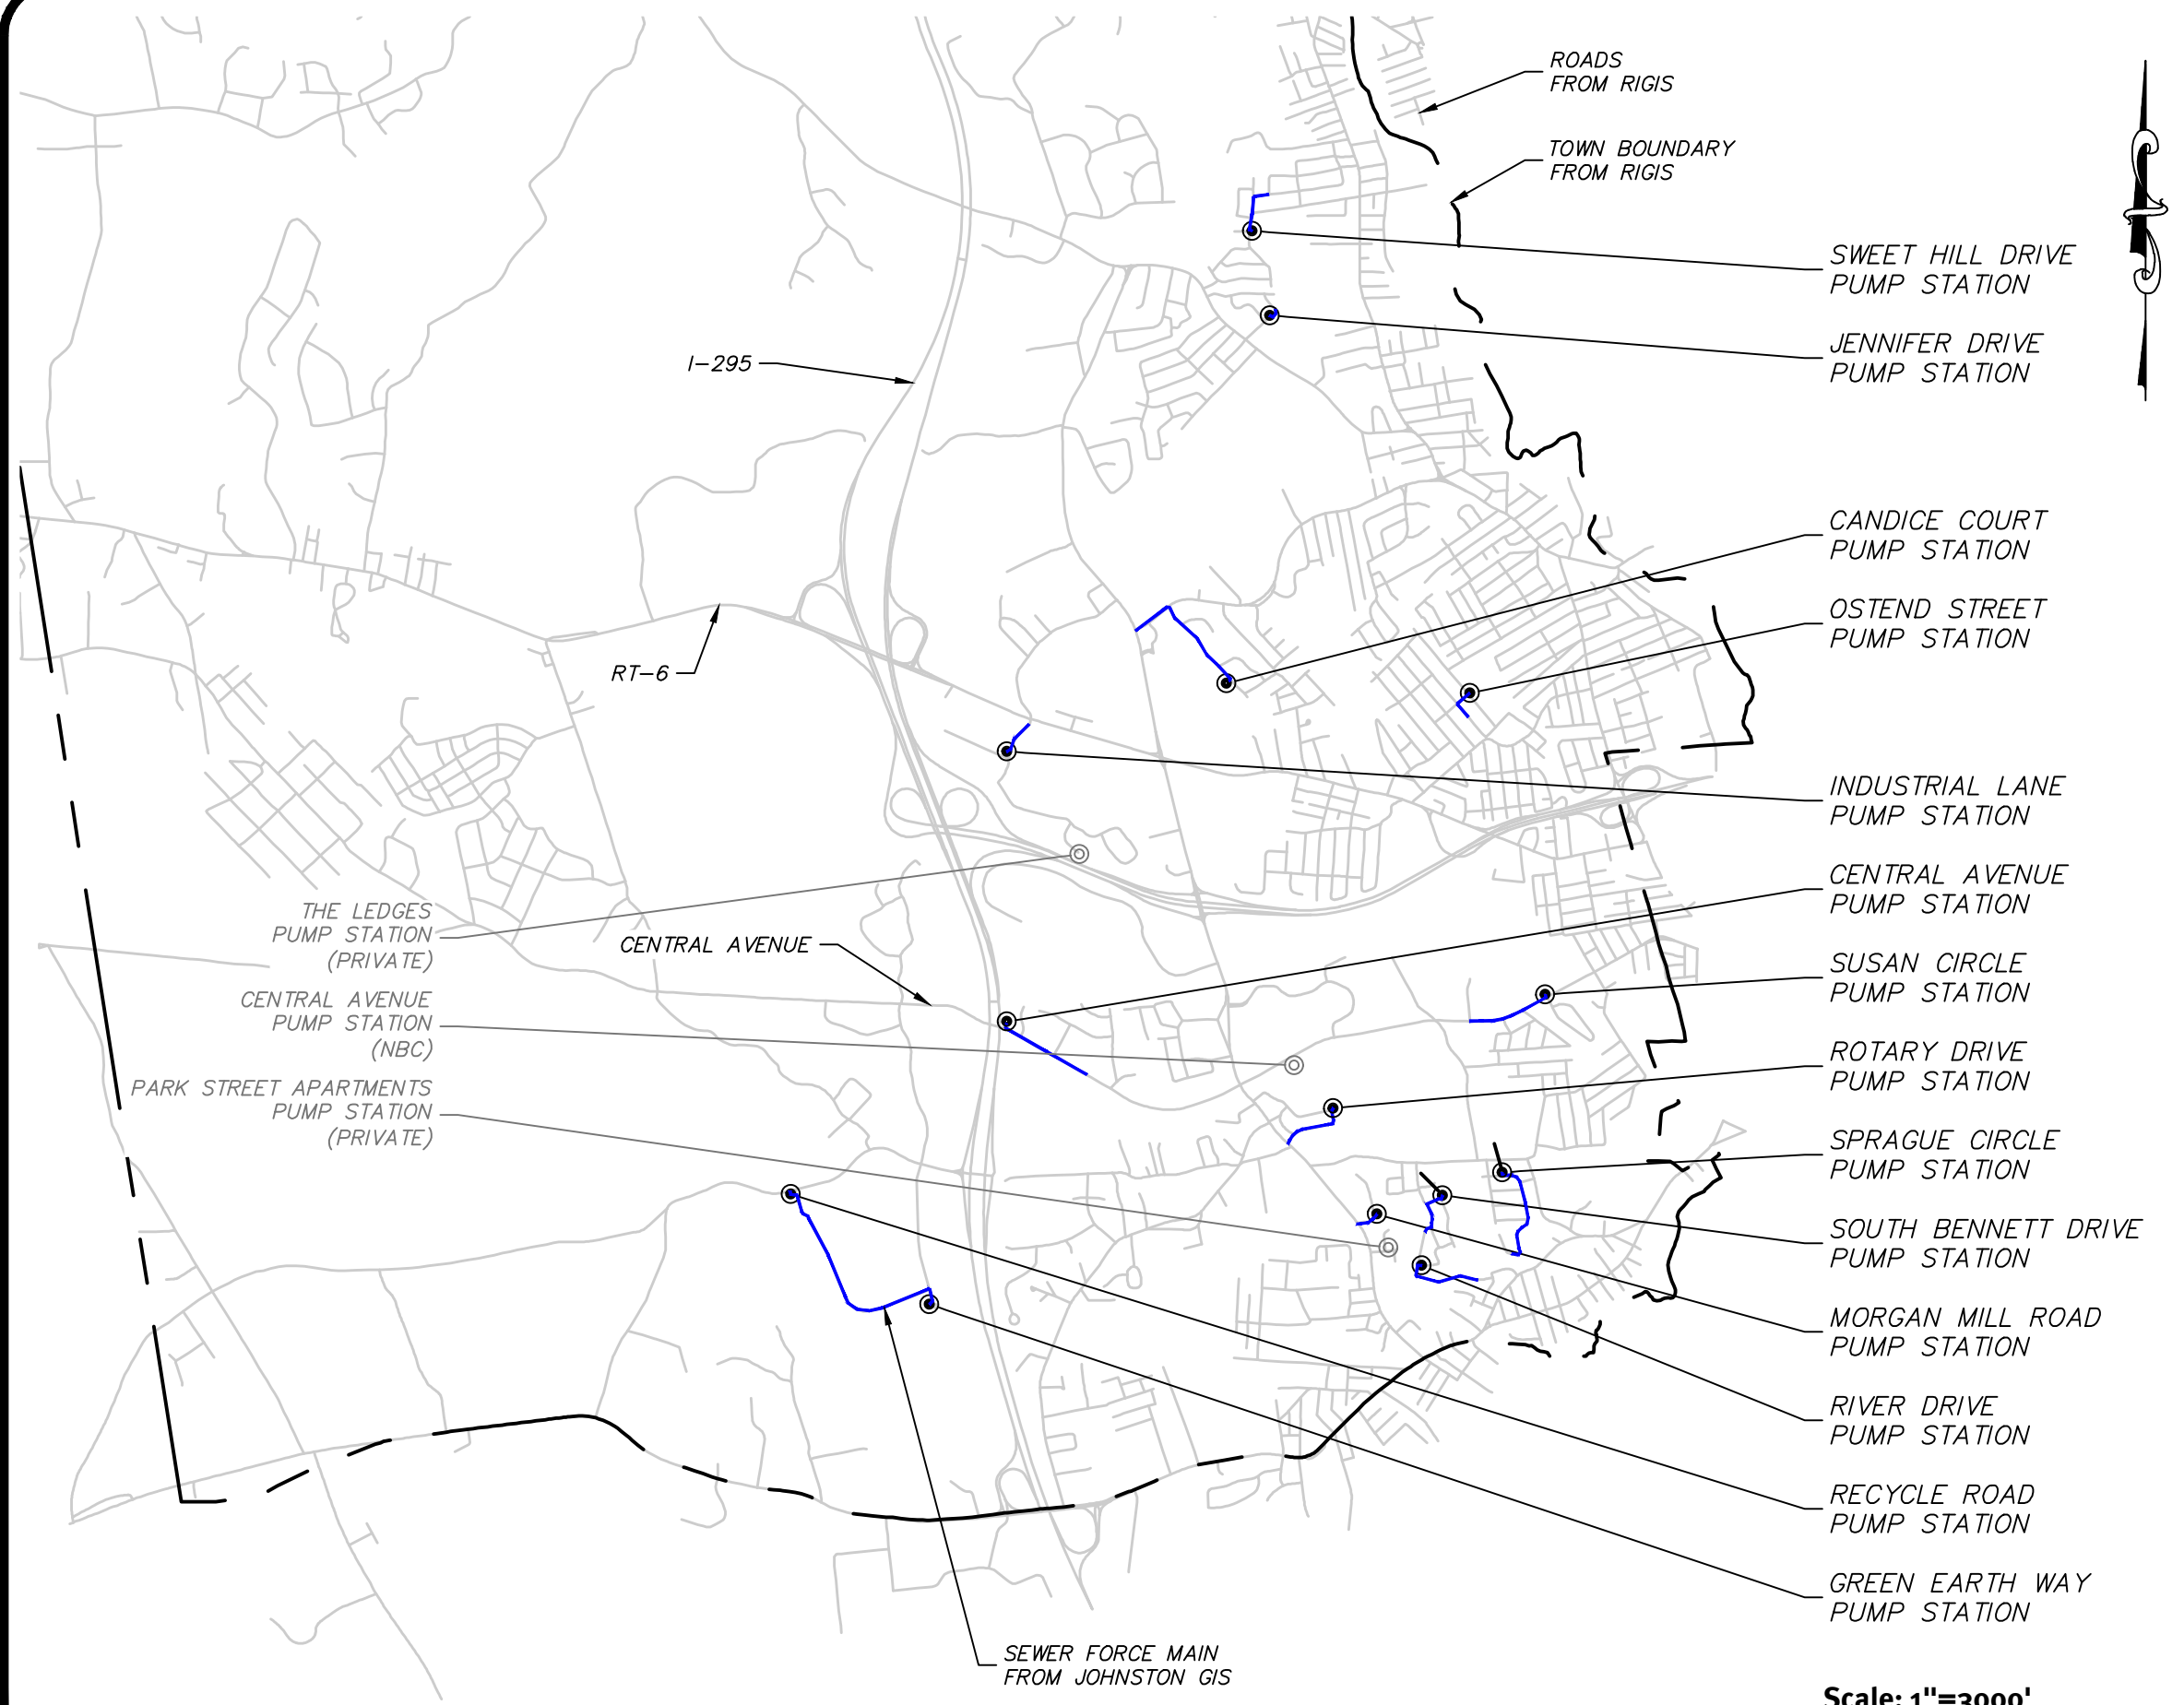 ROADS
FROM RIGIS
TOWN BOUNDARY
FROM RIGIS
SWEET HILL DRIVE
PUMP STATION
JENNIFER DRIVE
PUMP STATION
I-295
CANDICE COURT
PUMP STATION
OSTEND STREET
PUMP STATION
RT-6
INDUSTRIAL LANE
PUMP STATION
CENTRAL AVENUE
PUMP STATION
THE LEDGES
PUMP STATION
(PRIVATE)
CENTRAL AVENUE
SUSAN CIRCLE
PUMP STATION
CENTRAL AVENUE
PUMP STATION
(NBC)
ROTARY DRIVE
PUMP STATION
PARK STREET APARTMENTS
PUMP STATION
(PRIVATE)
SPRAGUE CIRCLE
PUMP STATION
SOUTH BENNETT DRIVE
PUMP STATION
MORGAN MILL ROAD
PUMP STATION
RIVER DRIVE
PUMP STATION
RECYCLE ROAD
PUMP STATION
GREEN EARTH WAY
PUMP STATION
SEWER FORCE MAIN
FROM JOHNSTON GIS
Scale: 1"=3000'